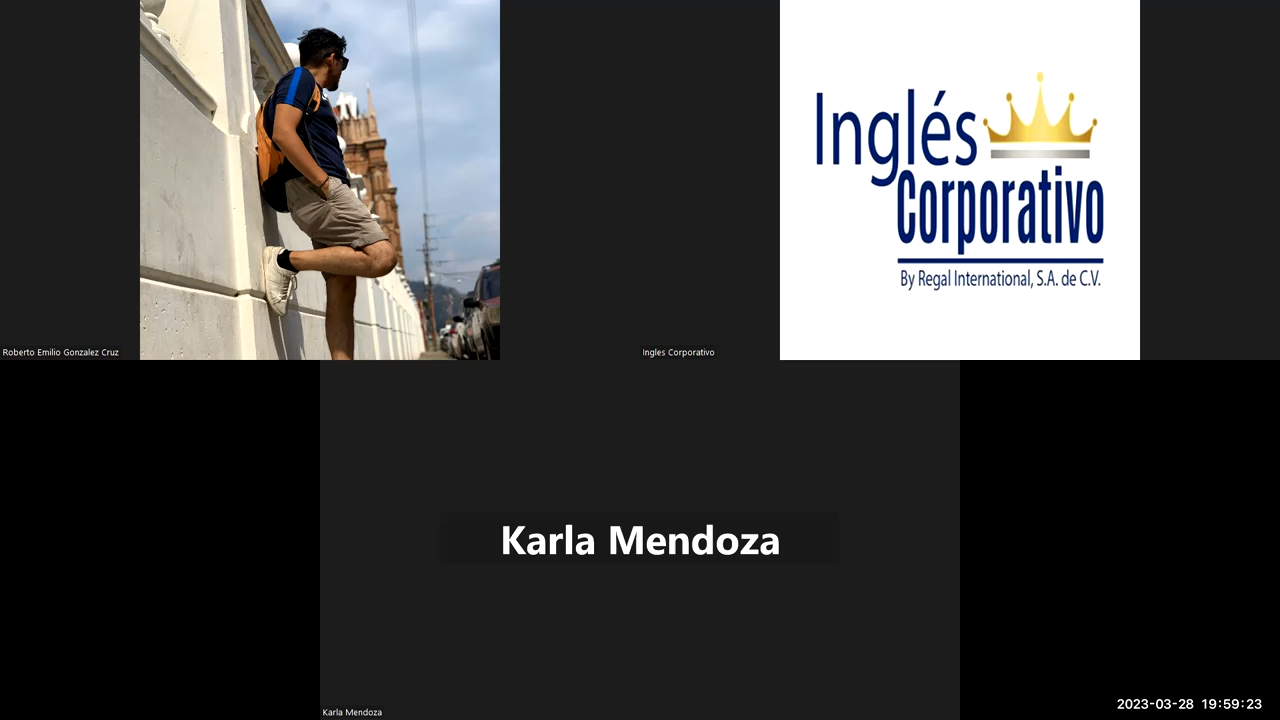 Inglés
Corporativo
By Regal International, S.A. de C.V.
Roberto Emilio Gonzalez Cruz
Ingles Corporativo
Karla Mendoza
Karla Mendoza
2023-03-28 19:59:23